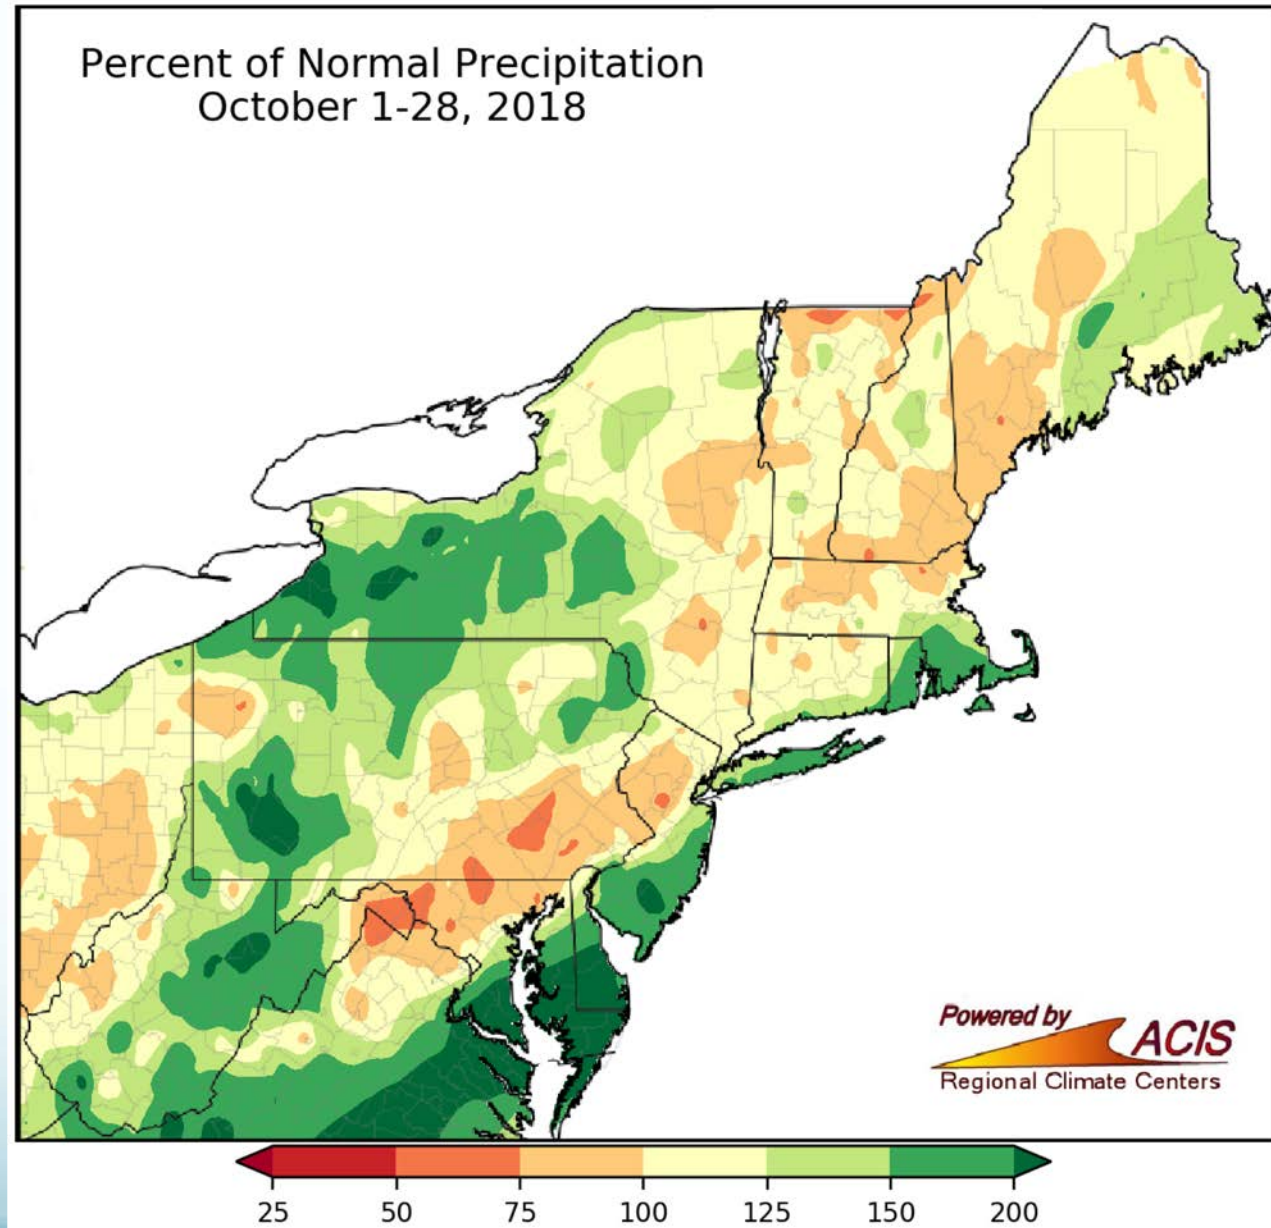 Percent of Normal Precipitation
October 1-28, 2018
Powered by
ACIS
Regional Climate Centers
25 50 75 100 125 150 200